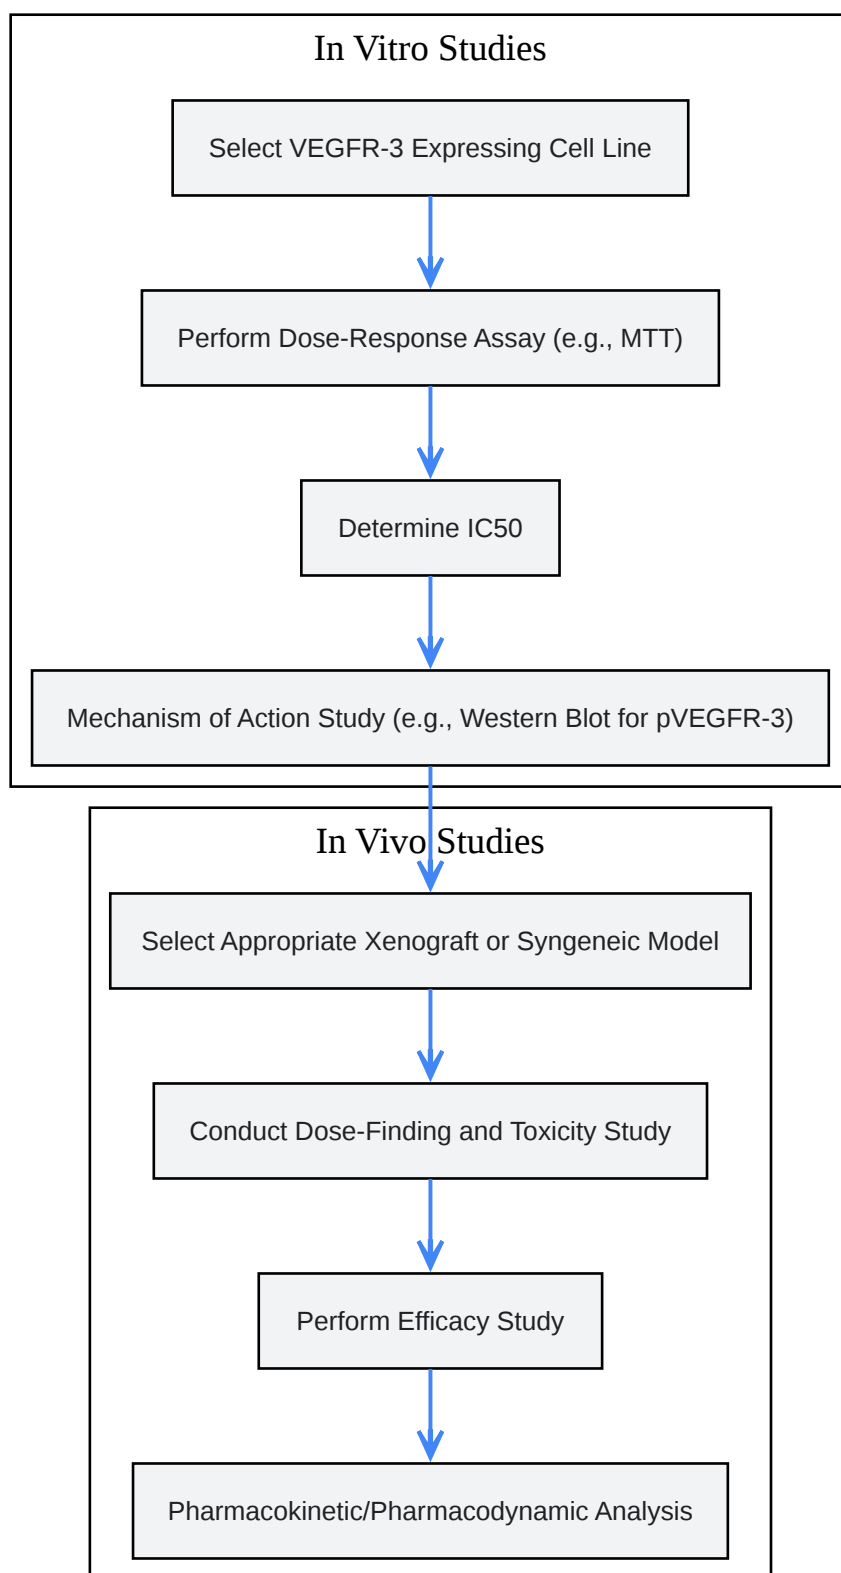 In Vitro Studies
Select VEGFR-3 Expressing Cell Line
Perform Dose-Response Assay (e.g., MTT)
Determine IC50
Mechanism of Action Study (e.g., Western Blot for pVEGFR-3)
In Vivo Studies
Select Appropriate Xenograft or Syngeneic Model
Conduct Dose-Finding and Toxicity Study
Perform Efficacy Study
Pharmacokinetic/Pharmacodynamic Analysis